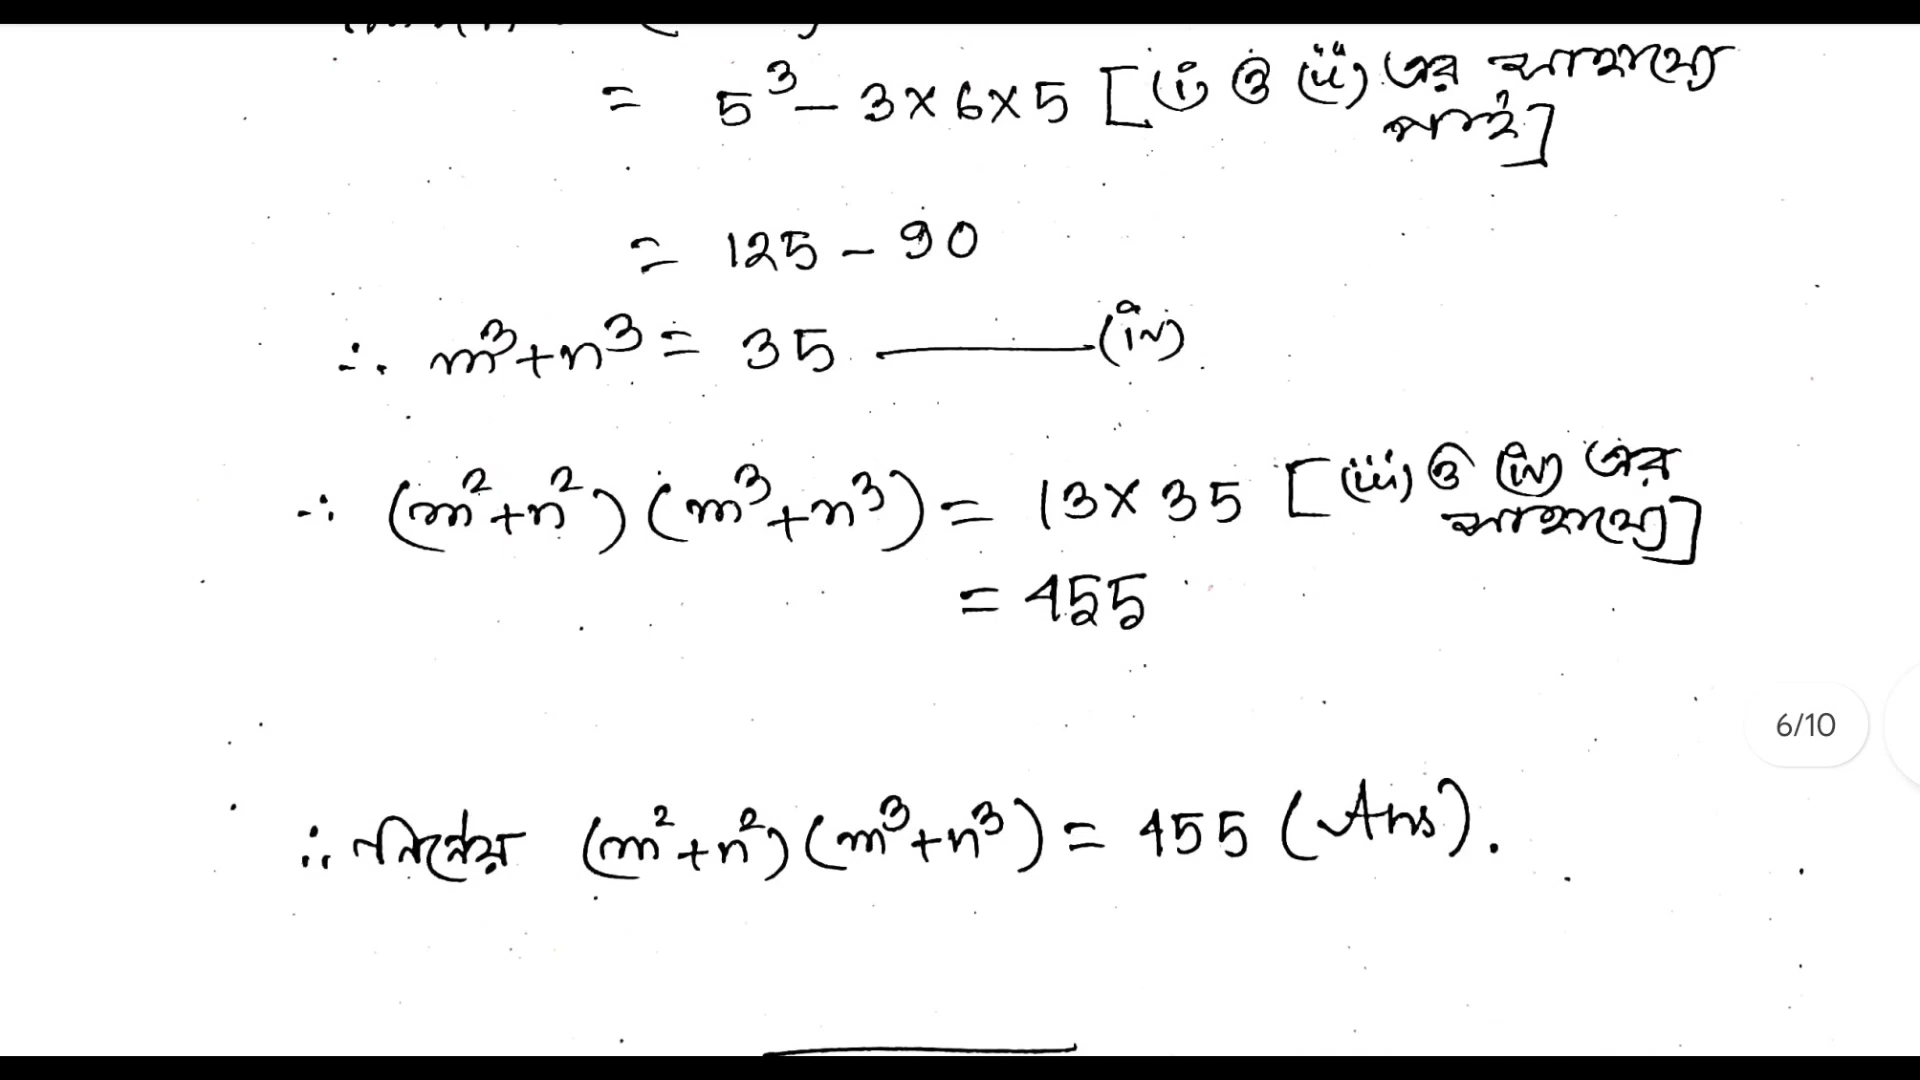 = 5³ - 3×6×5 [(i) ও (ii) এর সাহায্যে
পাই]
= 125 - 90
∴ m³+n³ = 35 ——— (iv)
∴ (m²+n²) (m³+n³) = 13×35 [(iii) ও (iv) এর
সাহায্যে]
= 455
6/10
∴ নির্ণেয় (m²+n²) (m³+n³) = 455 (Ans).